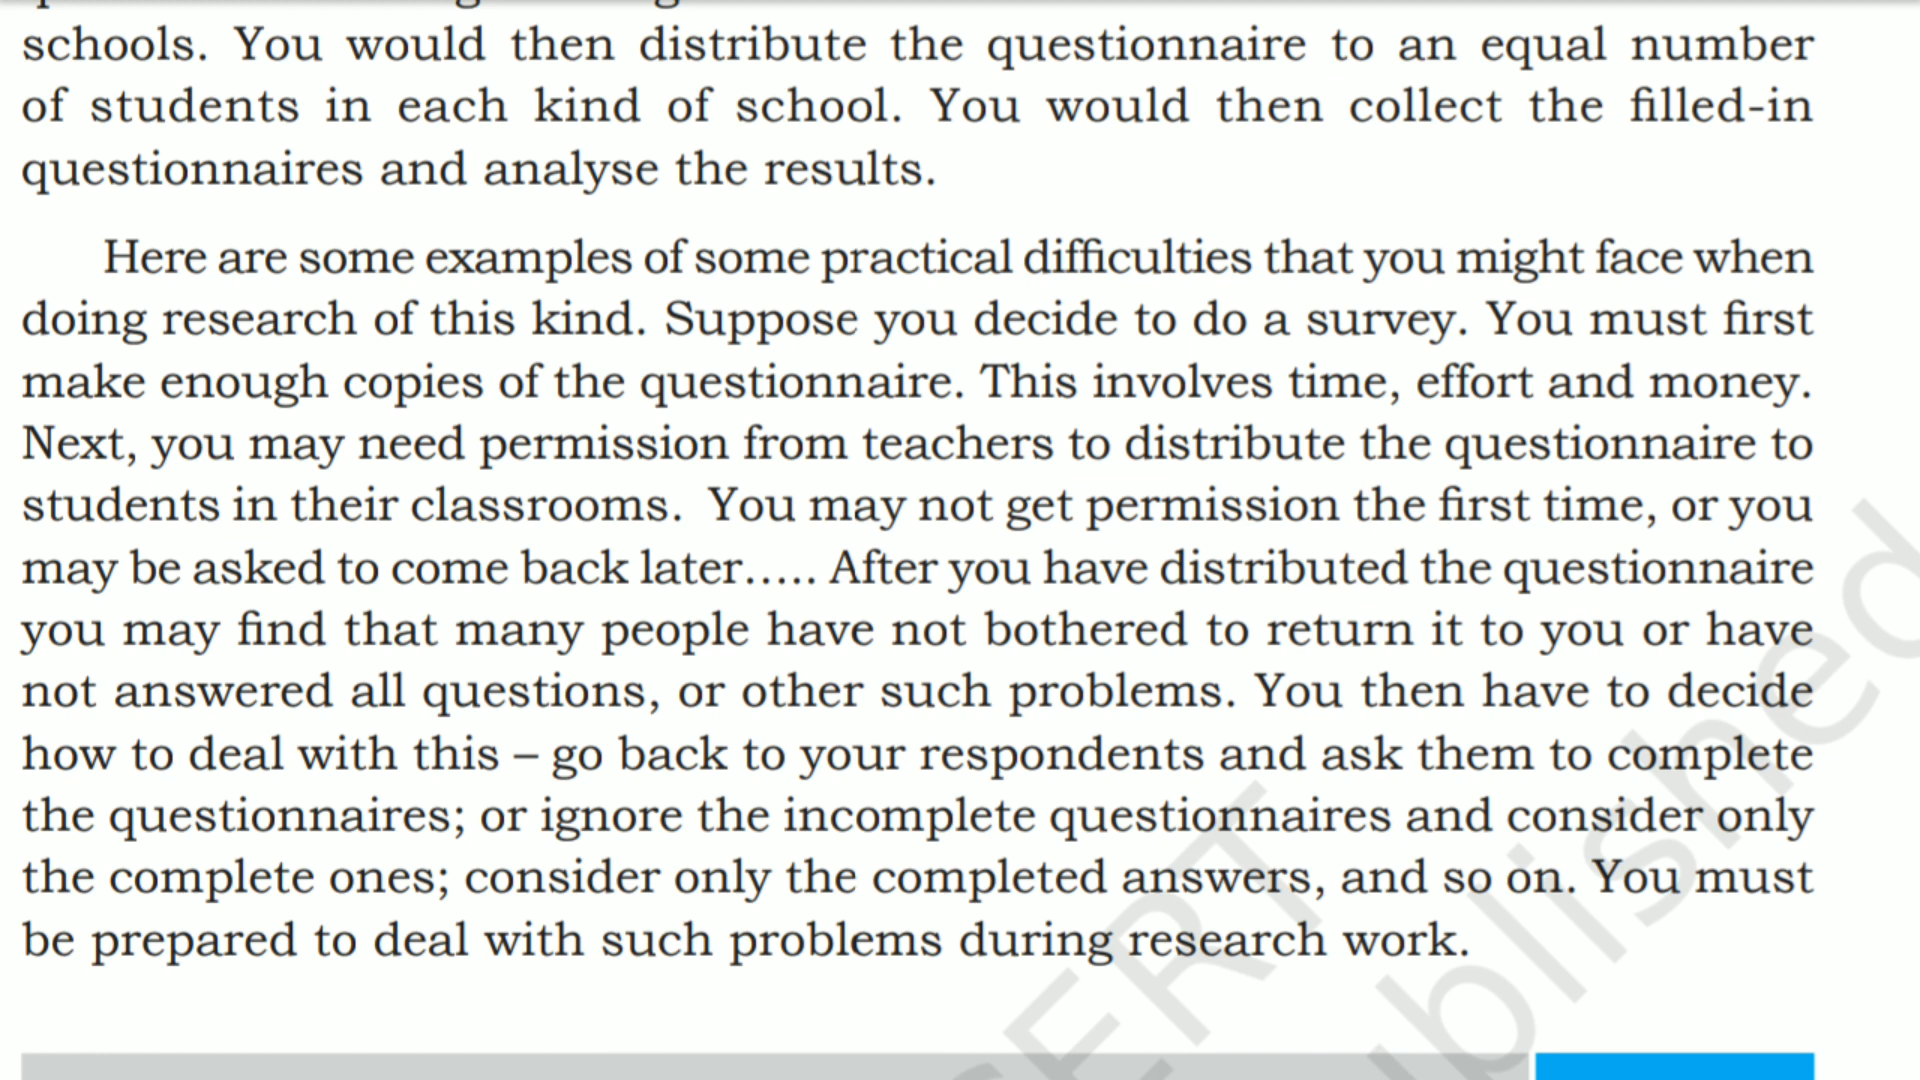 schools. You would then distribute the questionnaire to an equal number
of students in each kind of school. You would then collect the filled-in
questionnaires and analyse the results.
Here are some examples of some practical difficulties that you might face when
doing research of this kind. Suppose you decide to do a survey. You must first
make enough copies of the questionnaire. This involves time, effort and money.
Next, you may need permission from teachers to distribute the questionnaire to
students in their classrooms. You may not get permission the first time, or you
may be asked to come back later..... After you have distributed the questionnaire
you may find that many people have not bothered to return it to you or have
not answered all questions, or other such problems. You then have to decide
how to deal with this – go back to your respondents and ask them to complete
the questionnaires; or ignore the incomplete questionnaires and consider only
the complete ones; consider only the completed answers, and so on. You must
be prepared to deal with such problems during research work.